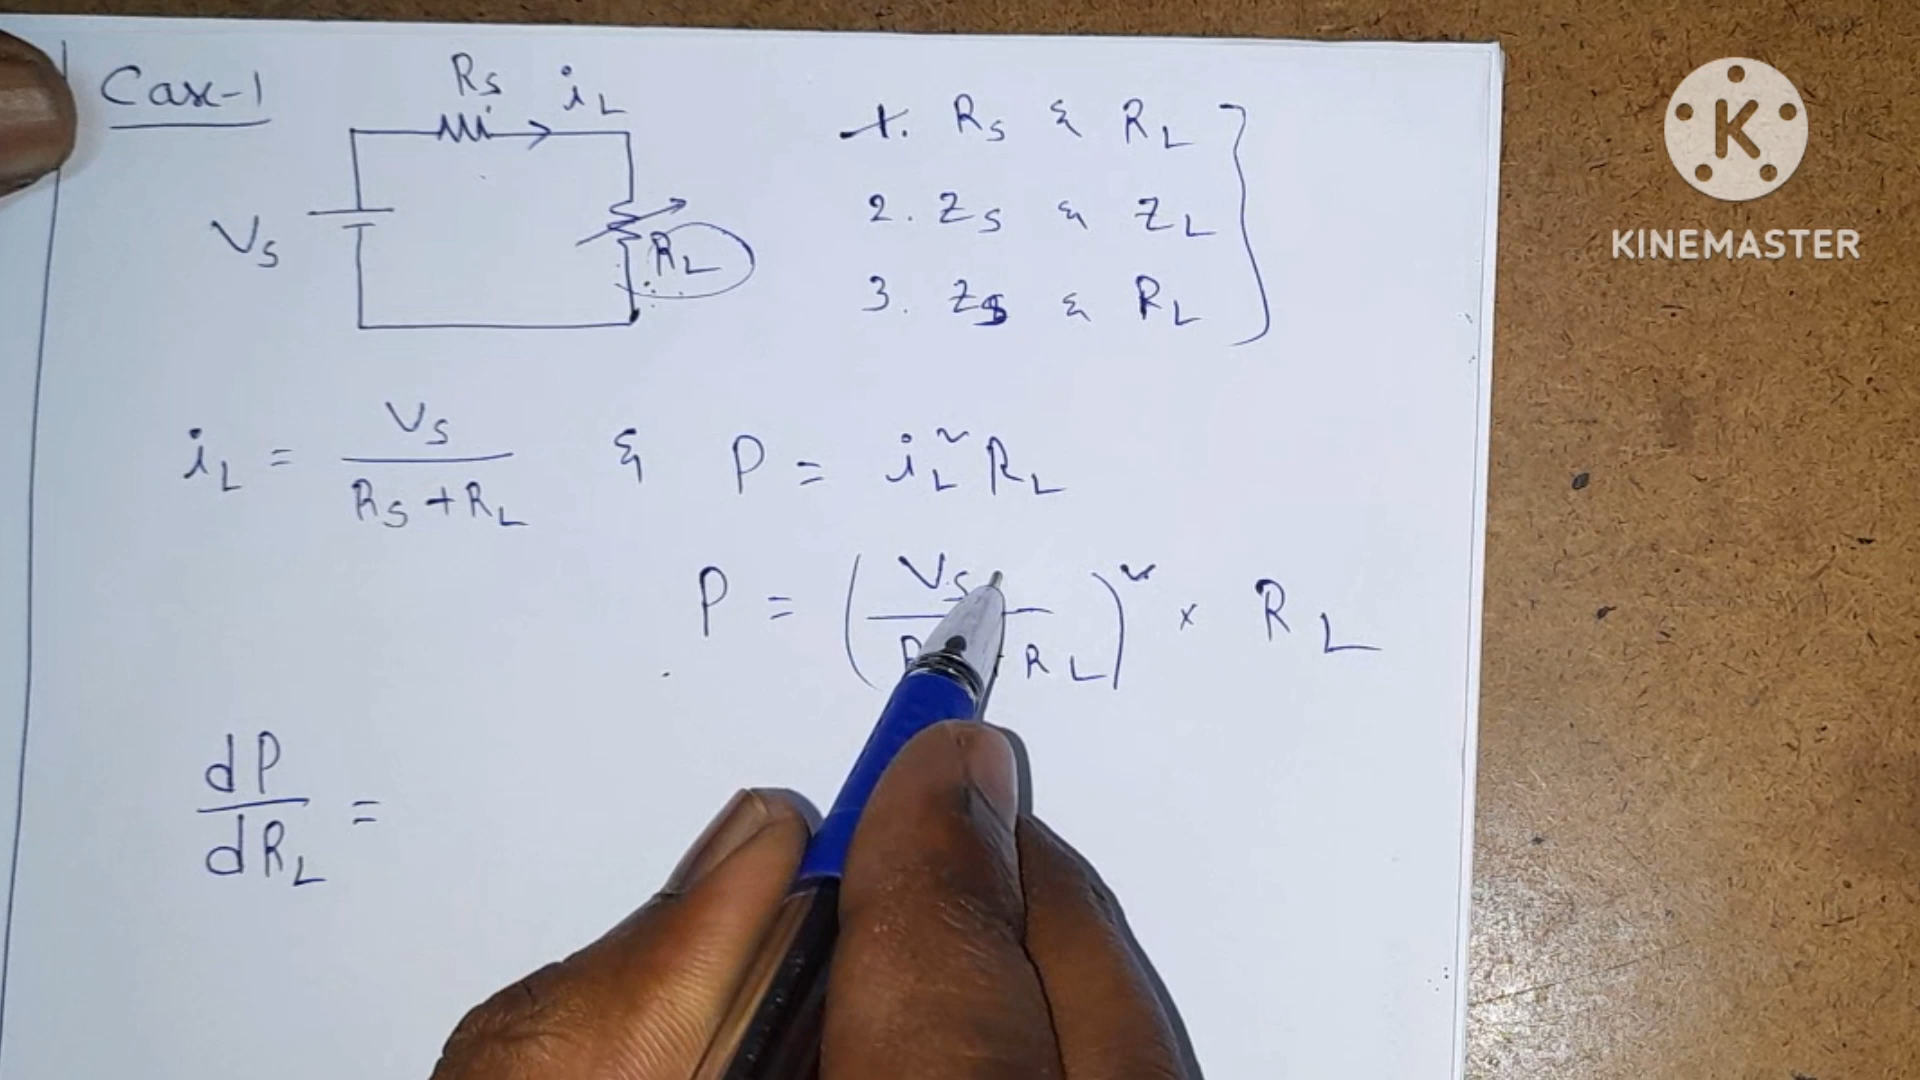 Case-1
Rs iL
Vs
RL
1. Rs & RL
2. Zs & ZL
3. Zs & RL
iL = Vs / (Rs + RL) & P = iL² RL
P = (Vs / RL)² × RL
dP / dRL =
K
KINEMASTER